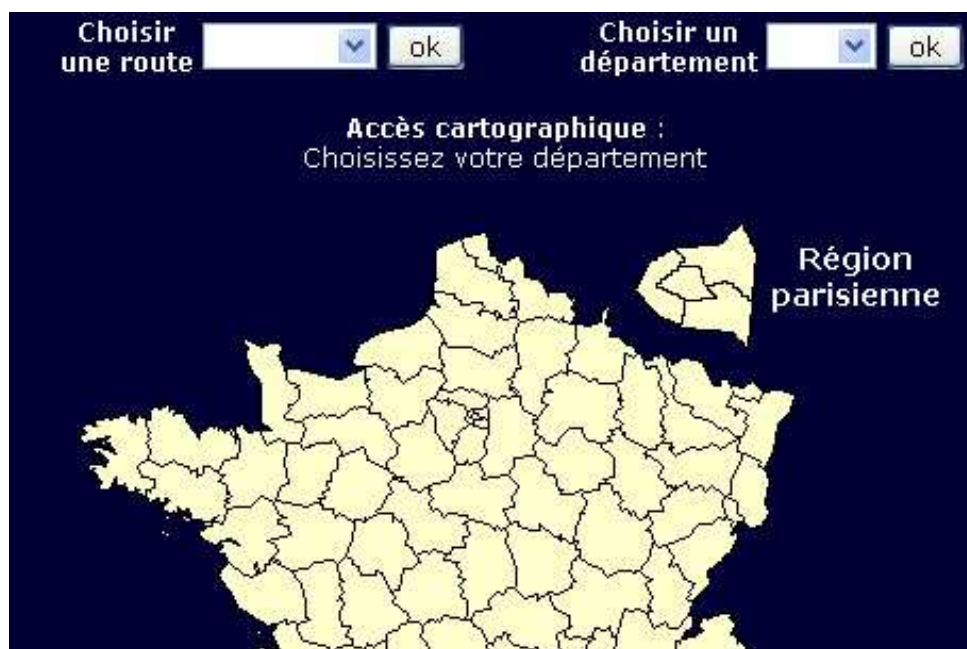 Choisir
une route
ok
Choisir un
département
ok
Accès cartographique :
Choisissez votre département
Région
parisienne